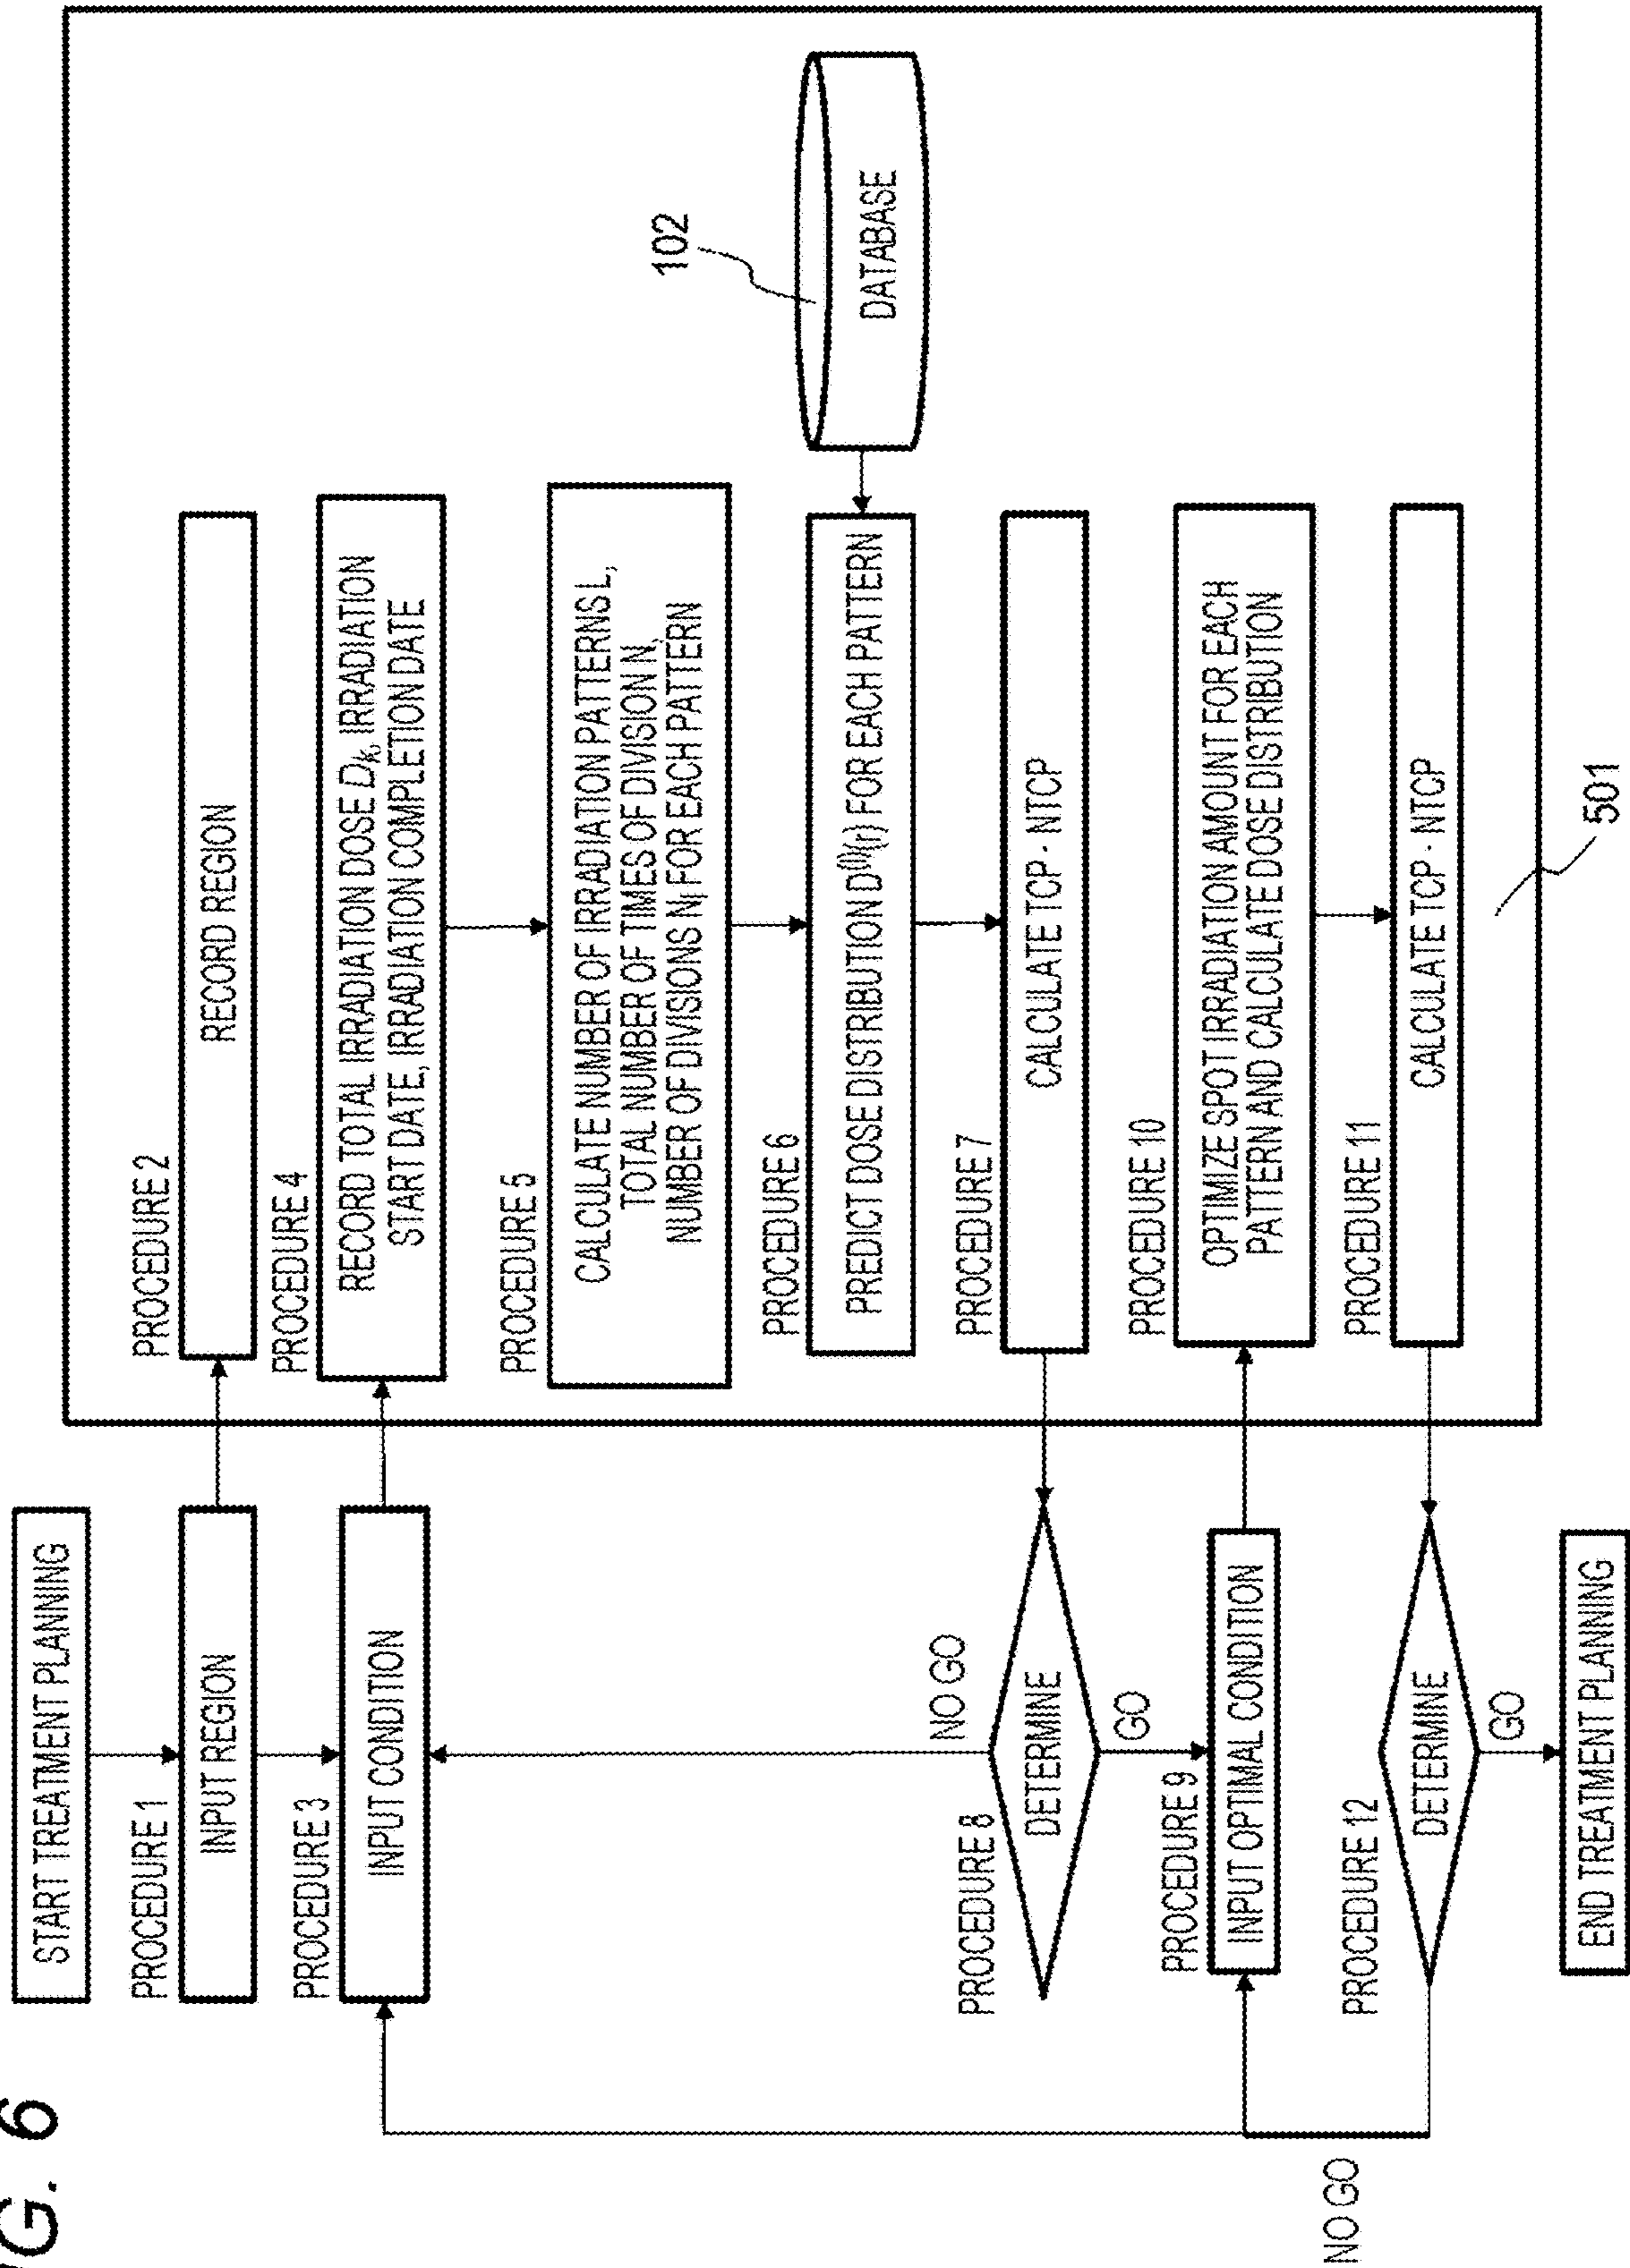 IG. 6
START TREATMENT PLANNING
PROCEDURE 1
INPUT REGION
PROCEDURE 2
RECORD REGION
PROCEDURE 3
INPUT CONDITION
PROCEDURE 4
RECORD TOTAL IRRADIATION DOSE Dk, IRRADIATION
START DATE, IRRADIATION COMPLETION DATE
PROCEDURE 5
CALCULATE NUMBER OF IRRADIATION PATTERNS L,
TOTAL NUMBER OF TIMES OF DIVISION N,
NUMBER OF DIVISIONS Nl FOR EACH PATTERN
102
DATABASE
PROCEDURE 6
PREDICT DOSE DISTRIBUTION D(l)(r) FOR EACH PATTERN
PROCEDURE 7
CALCULATE TCP · NTCP
PROCEDURE 8
DETERMINE
NO GO
GO
PROCEDURE 9
INPUT OPTIMAL CONDITION
PROCEDURE 10
OPTIMIZE SPOT IRRADIATION AMOUNT FOR EACH
PATTERN AND CALCULATE DOSE DISTRIBUTION
PROCEDURE 11
CALCULATE TCP · NTCP
PROCEDURE 12
DETERMINE
NO GO
GO
END TREATMENT PLANNING
501